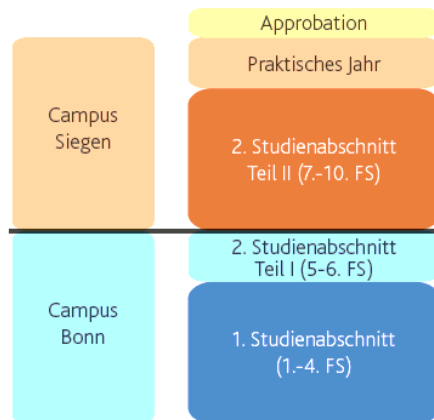 Approbation
Praktisches Jahr
Campus
Siegen
2. Studienabschnitt
Teil II (7.-10. FS)
2. Studienabschnitt
Teil I (5-6. FS)
Campus
Bonn
1. Studienabschnitt
(1.-4. FS)